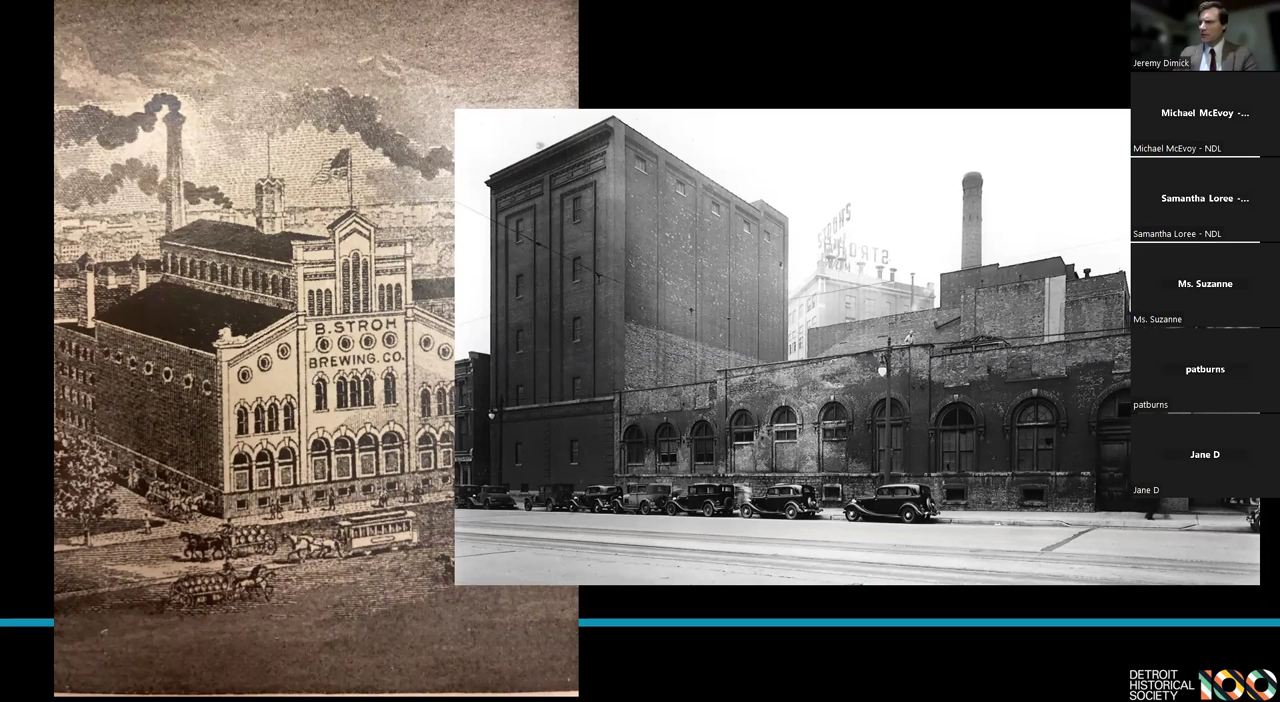 B. STROH
BREWING. CO.
STROH'S
Jeremy Dimick
Michael McEvoy -...
Michael McEvoy - NDL
Samantha Loree -...
Samantha Loree - NDL
Ms. Suzanne
Ms. Suzanne
patburns
patburns
Jane D
Jane D
DETROIT
HISTORICAL
SOCIETY
100